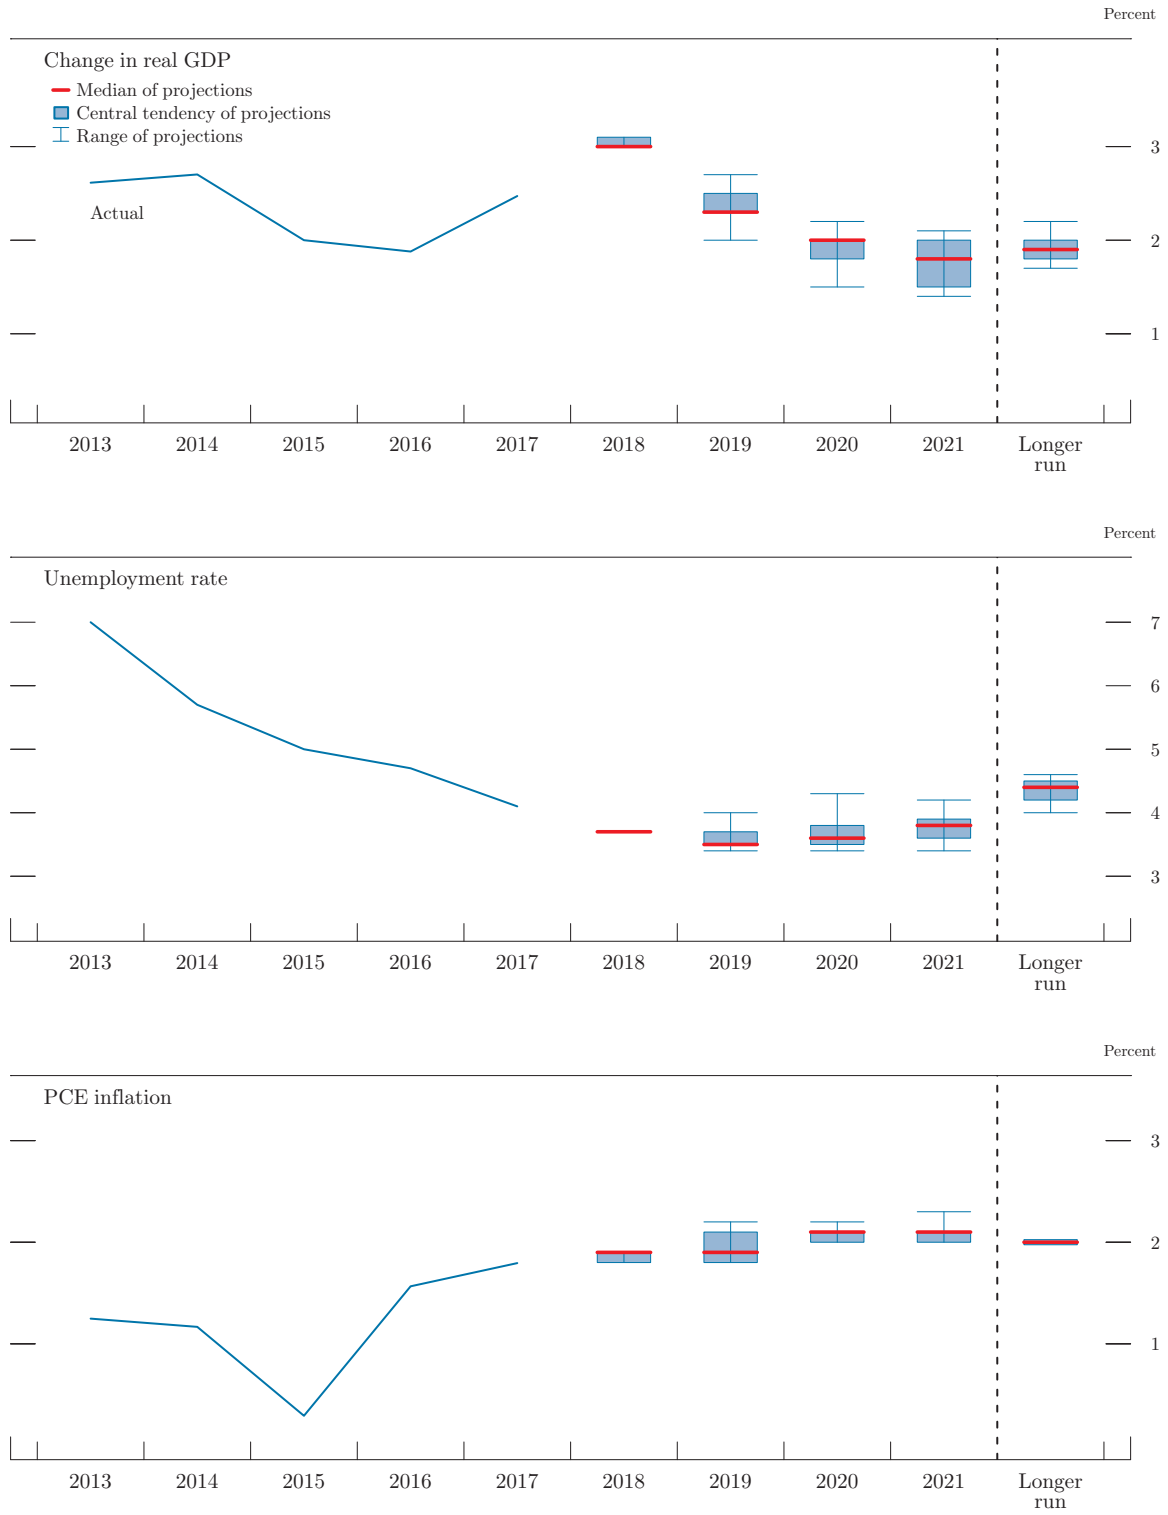 Percent
Change in real GDP
Median of projections
Central tendency of projections
Range of projections
3
Actual
2
1
2013 2014 2015 2016 2017 2018 2019 2020 2021 Longer
run
Percent
Unemployment rate
7
6
5
4
3
2013 2014 2015 2016 2017 2018 2019 2020 2021 Longer
run
Percent
PCE inflation
3
2
1
2013 2014 2015 2016 2017 2018 2019 2020 2021 Longer
run